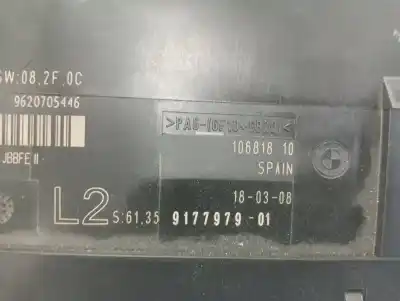 SW:08.2F.0C
9620705446
JBBFE II
106818 10
SPAIN
18-03-08
L2 S:61.35 9177979-01